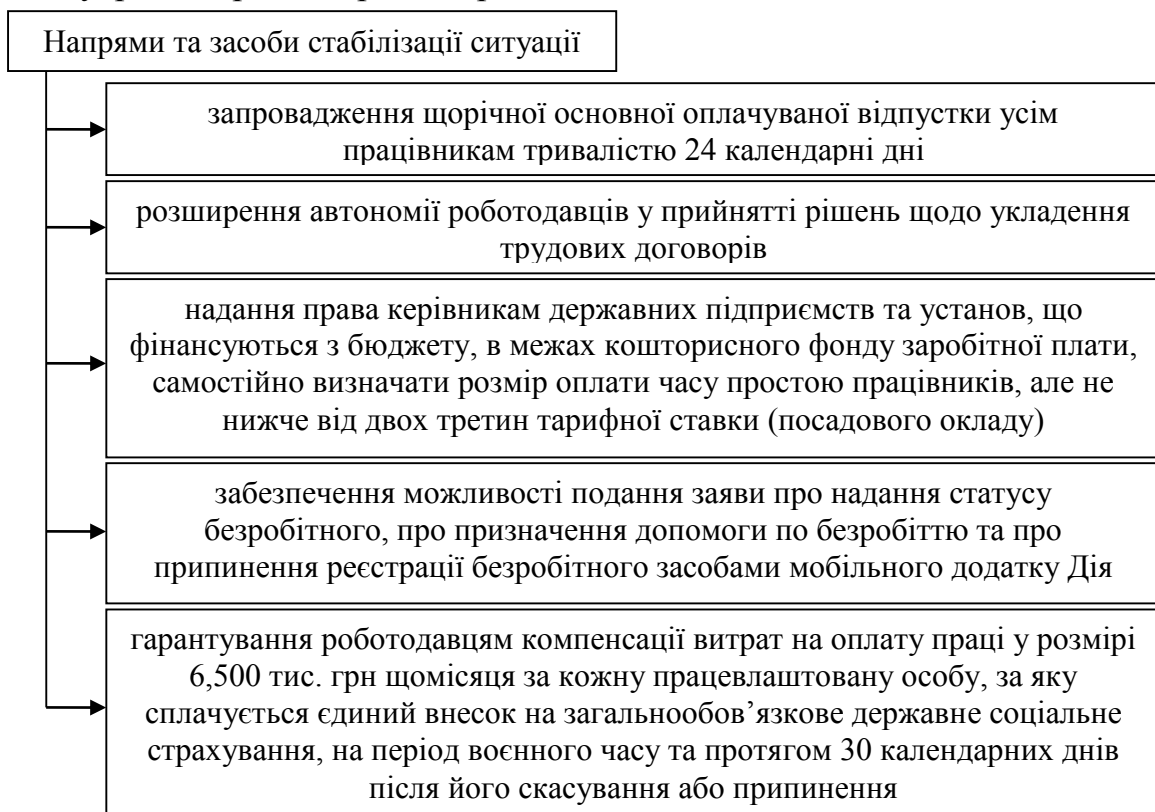 Напрями та засоби стабілізації ситуації
запровадження щорічної основної оплачуваної відпустки усім
працівникам тривалістю 24 календарні дні
розширення автономії роботодавців у прийнятті рішень щодо укладення
трудових договорів
надання права керівникам державних підприємств та установ, що
фінансуються з бюджету, в межах кошторисного фонду заробітної плати,
самостійно визначати розмір оплати часу простою працівників, але не
нижче від двох третин тарифної ставки (посадового окладу)
забезпечення можливості подання заяви про надання статусу
безробітного, про призначення допомоги по безробіттю та про
припинення реєстрації безробітного засобами мобільного додатку Дія
гарантування роботодавцям компенсації витрат на оплату праці у розмірі
6,500 тис. грн щомісяця за кожну працевлаштовану особу, за яку
сплачується єдиний внесок на загальнообов’язкове державне соціальне
страхування, на період воєнного часу та протягом 30 календарних днів
після його скасування або припинення